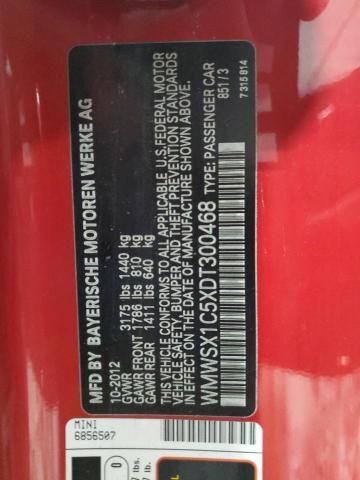 MFD BY BAYERISCHE MOTOREN WERKE AG
10-2012
GVWR 3175 lbs 1440 kg
GAWR FRONT 1786 lbs 810 kg
GAWR REAR 1411 lbs 640 kg
THIS VEHICLE CONFORMS TO ALL APPLICABLE U.S.FEDERAL MOTOR
VEHICLE SAFETY, BUMPER AND THEFT PREVENTION STANDARDS
IN EFFECT ON THE DATE OF MANUFACTURE SHOWN ABOVE.
WMWSX1C5XDT300468 TYPE: PASSENGER CAR
851/3
7315814
MINI
6856507
0
lb.